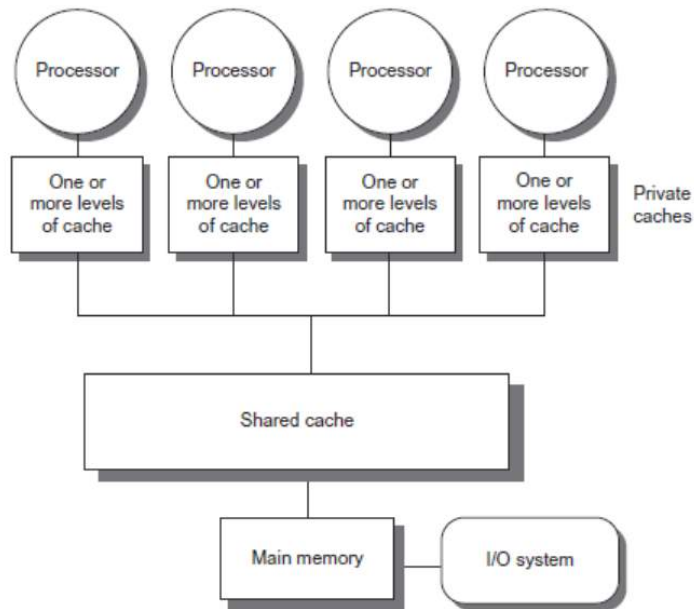 Processor
Processor
Processor
Processor
One or
more levels
of cache
One or
more levels
of cache
One or
more levels
of cache
One or
more levels
of cache
Private
caches
Shared cache
Main memory
I/O system